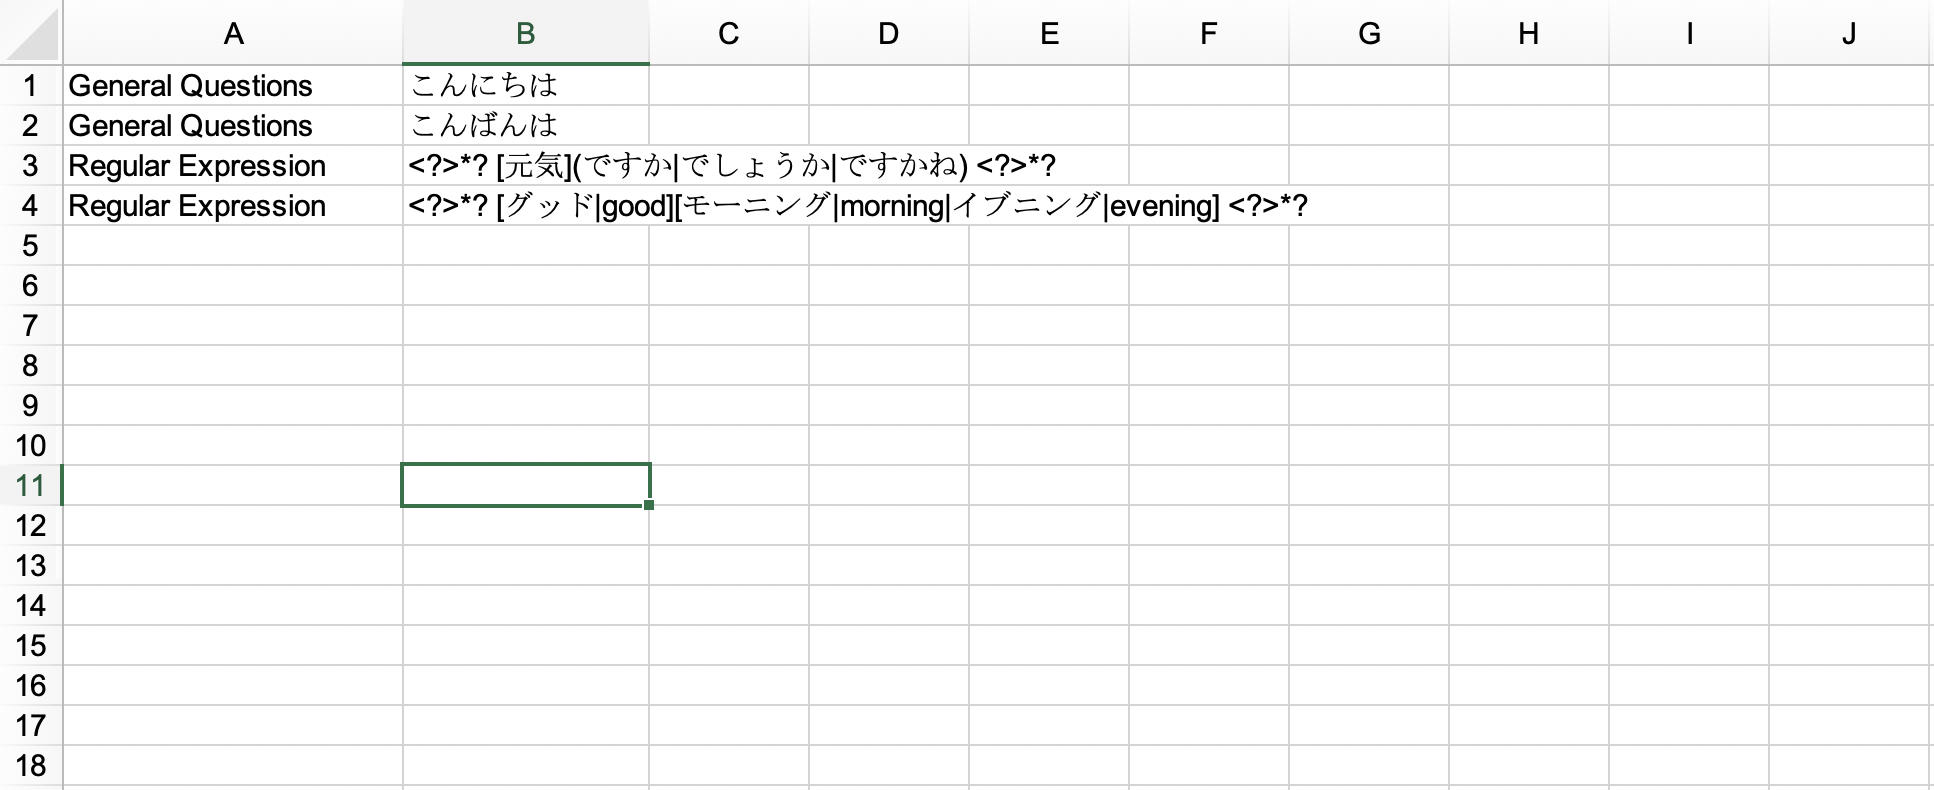 A B C D E F G H I J
1 General Questions こんにちは
2 General Questions こんばんは
3 Regular Expression <?>*? [元気](ですか|でしょうか|ですかね) <?>*?
4 Regular Expression <?>*? [グッド|good][モーニング|morning|イブニング|evening] <?>*?
5
6
7
8
9
10
11
12
13
14
15
16
17
18